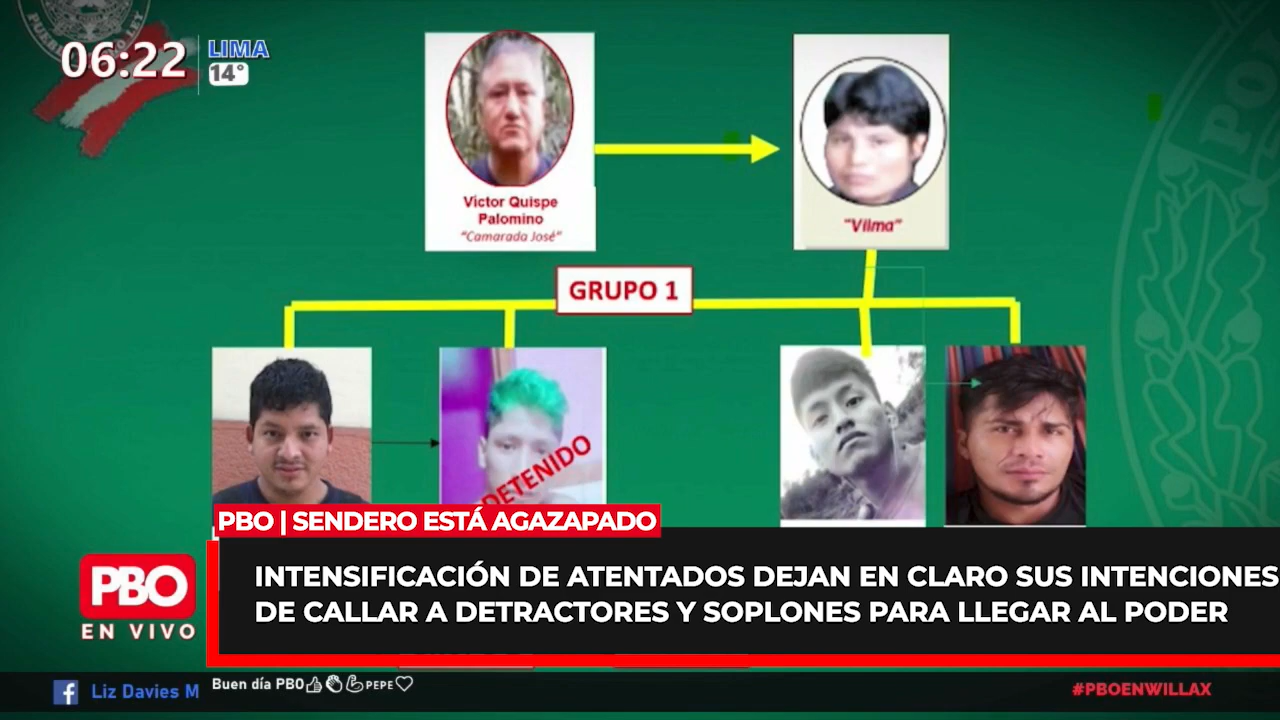 06:22
LIMA
14°
Victor Quispe
Palomino
"Camarada José"
"Vilma"
GRUPO 1
DETENIDO
PBO | SENDERO ESTÁ AGAZAPADO
INTENSIFICACIÓN DE ATENTADOS DEJAN EN CLARO SUS INTENCIONES
DE CALLAR A DETRACTORES Y SOPLONES PARA LLEGAR AL PODER
PBO
EN VIVO
Liz Davies M
Buen día PBO👍👏💪PEPE♡
#PBOENWILLAX